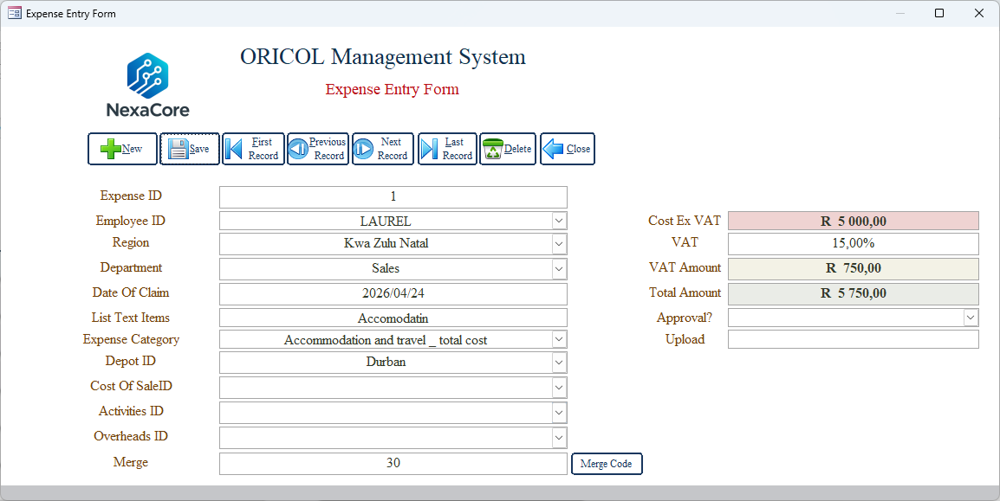 Expense Entry Form
ORICOL Management System
Expense Entry Form
NexaCore
New
Save
First Record
Previous Record
Next Record
Last Record
Delete
Close
Expense ID 1
Employee ID LAUREL
Cost Ex VAT R 5 000,00
Region Kwa Zulu Natal
VAT 15,00%
Department Sales
VAT Amount R 750,00
Date Of Claim 2026/04/24
Total Amount R 5 750,00
List Text Items Accomodatin
Approval?
Expense Category Accommodation and travel _ total cost
Upload
Depot ID Durban
Cost Of SaleID
Activities ID
Overheads ID
Merge 30
Merge Code